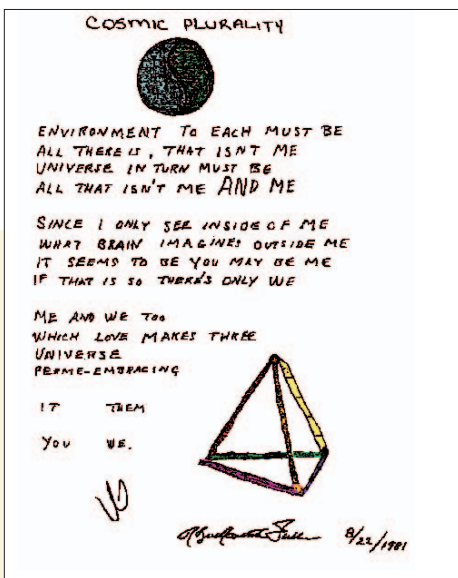 COSMIC PLURALITY
ENVIRONMENT TO EACH MUST BE
ALL THERE IS, THAT ISN'T ME
UNIVERSE IN TURN MUST BE
ALL THAT ISN'T ME AND ME
SINCE I ONLY SEE INSIDE OF ME
WHAT BRAIN IMAGINES OUTSIDE ME
IT SEEMS TO BE YOU MAY BE ME
IF THAT IS SO THERE'S ONLY WE
ME AND WE TOO
WHICH LOVE MAKES THREE
UNIVERSE
PERME-EMBRACING
IT THEM
YOU WE.
R Buckminster Fuller 8/22/1981